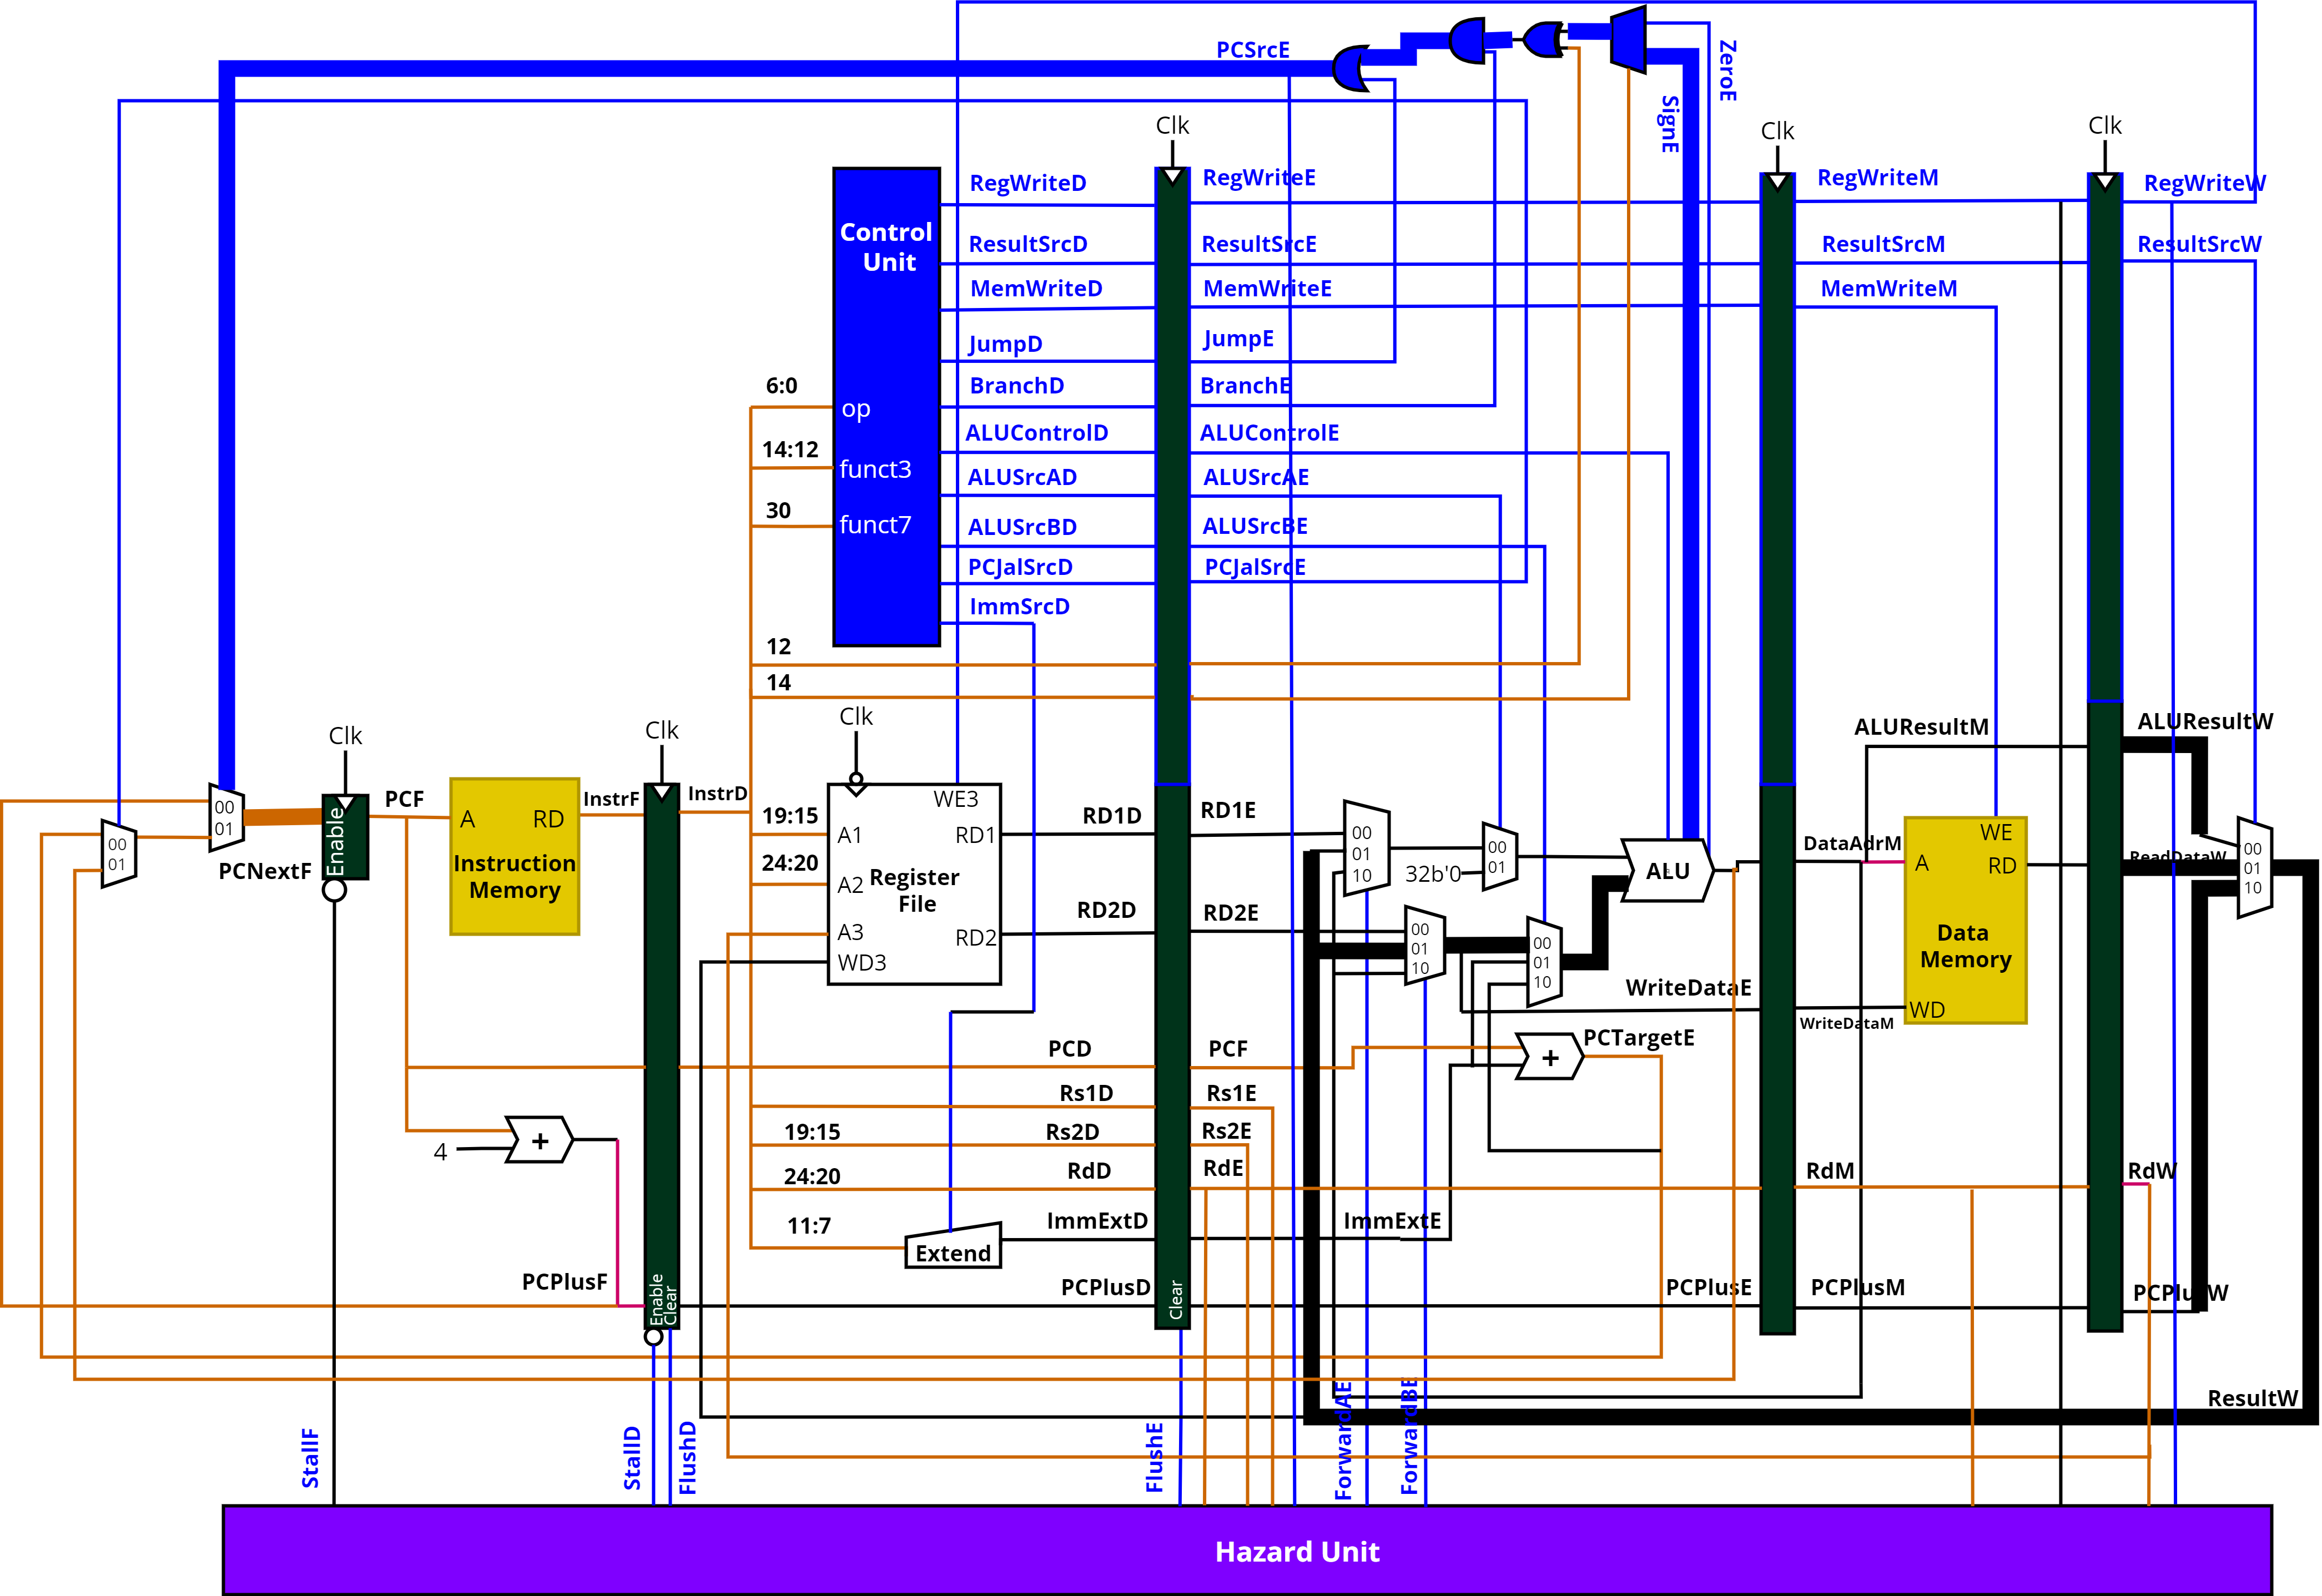 PCSrcE
ZeroE
SignE
Clk
Clk
Clk
RegWriteD
RegWriteE
RegWriteM
RegWriteW
Control
Unit
ResultSrcD
ResultSrcE
ResultSrcM
ResultSrcW
MemWriteD
MemWriteE
MemWriteM
JumpD
JumpE
6:0
BranchD
BranchE
op
14:12
ALUControlD
ALUControlE
funct3
ALUSrcAD
ALUSrcAE
30
funct7
ALUSrcBD
ALUSrcBE
PCJalSrcD
PCJalSrcE
ImmSrcD
12
14
Clk
Clk
Clk
ALUResultM
ALUResultW
00
01
PCF
InstrF
InstrD
Enable
A
RD
Instruction
Memory
PCNextF
00
01
19:15
24:20
WE3
A1
RD1
A2
Register
File
A3
RD2
WD3
RD1D
RD1E
RD2D
RD2E
00
01
10
32b'0
00
01
ALU
00
01
10
00
01
10
DataAdrM
WE
A
RD
Data
Memory
WD
ReadDataW
00
01
10
WriteDataE
WriteDataM
PCD
PCF
+
PCTargetE
Rs1D
Rs1E
19:15
Rs2D
Rs2E
4
+
24:20
RdD
RdE
RdM
RdW
11:7
ImmExtD
ImmExtE
Extend
PCPlusF
Enable
Clear
PCPlusD
Clear
PCPlusE
PCPlusM
PCPlusW
ResultW
StallF
StallD
FlushD
FlushE
ForwardAE
ForwardBE
Hazard Unit